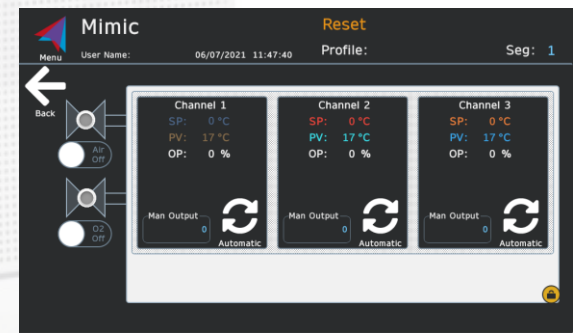 Mimic
Reset
Menu
User Name:
06/07/2021 11:47:40
Profile:
Seg: 1
Back
Air
Off
O2
Off
Channel 1
SP: 0 °C
PV: 17 °C
OP: 0 %
Man Output
0
Automatic
Channel 2
SP: 0 °C
PV: 17 °C
OP: 0 %
Man Output
0
Automatic
Channel 3
SP: 0 °C
PV: 17 °C
OP: 0 %
Man Output
0
Automatic